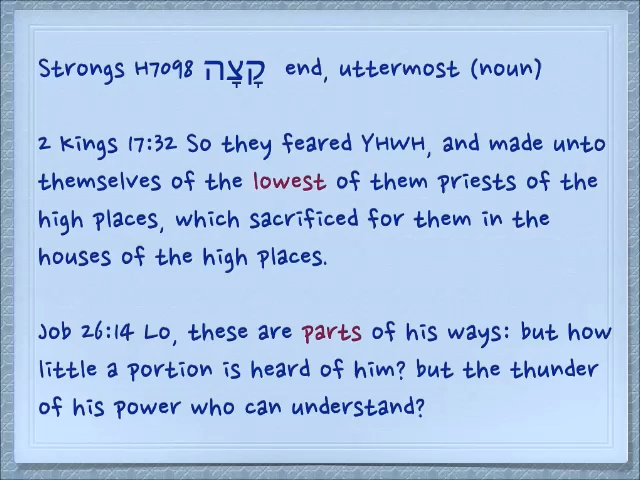 Strongs H7098 קָצָה end, uttermost (noun)
2 Kings 17:32 So they feared YHWH, and made unto
themselves of the lowest of them priests of the
high places, which sacrificed for them in the
houses of the high places.
Job 26:14 Lo, these are parts of his ways: but how
little a portion is heard of him? but the thunder
of his power who can understand?